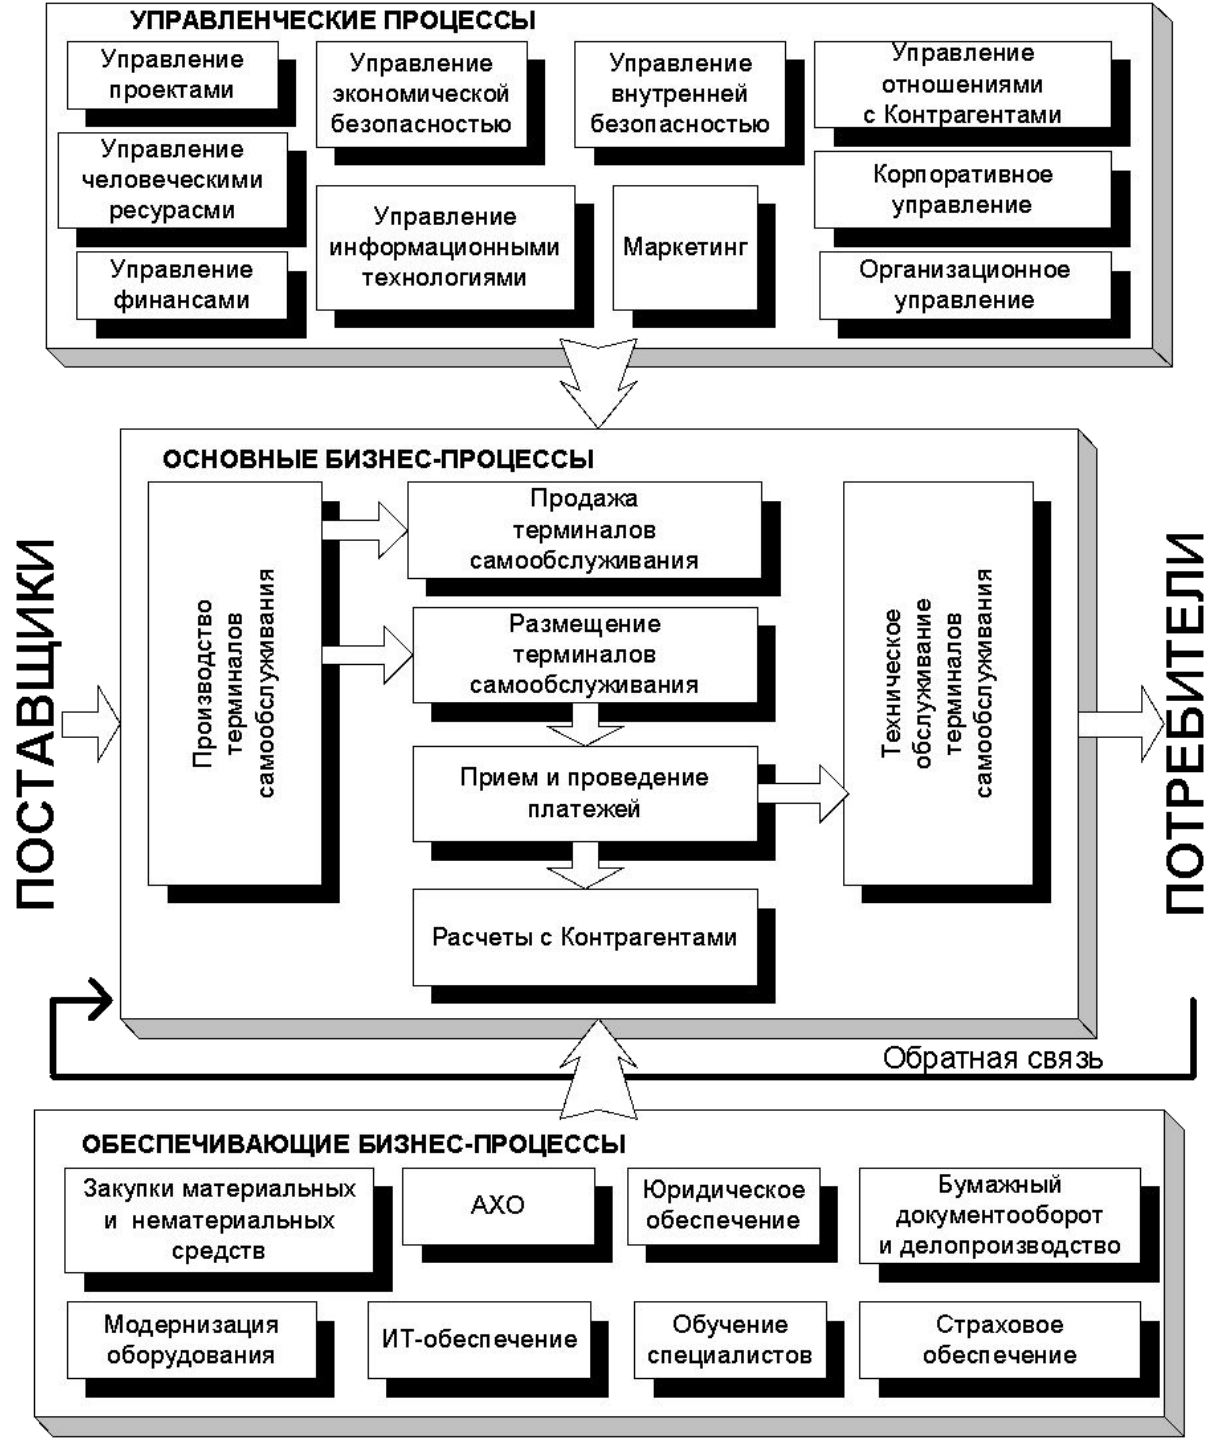 УПРАВЛЕНЧЕСКИЕ ПРОЦЕССЫ
Управление
проектами
Управление
экономической
безопасностью
Управление
внутренней
безопасностью
Управление
отношениями
с Контрагентами
Управление
человеческими
ресурасми
Управление
информационными
технологиями
Маркетинг
Корпоративное
управление
Управление
финансами
Организационное
управление
ОСНОВНЫЕ БИЗНЕС-ПРОЦЕССЫ
ПОСТАВЩИКИ
Производство
терминалов
самообслуживания
Продажа
терминалов
самообслуживания
Размещение
терминалов
самообслуживания
Прием и проведение
платежей
Расчеты с Контрагентами
Техническое
обслуживание
терминалов
самообслуживания
ПОТРЕБИТЕЛИ
Обратная связь
ОБЕСПЕЧИВАЮЩИЕ БИЗНЕС-ПРОЦЕССЫ
Закупки материальных
и нематериальных
средств
АХО
Юридическое
обеспечение
Бумажный
документооборот
и делопроизводство
Модернизация
оборудования
ИТ-обеспечение
Обучение
специалистов
Страховое
обеспечение